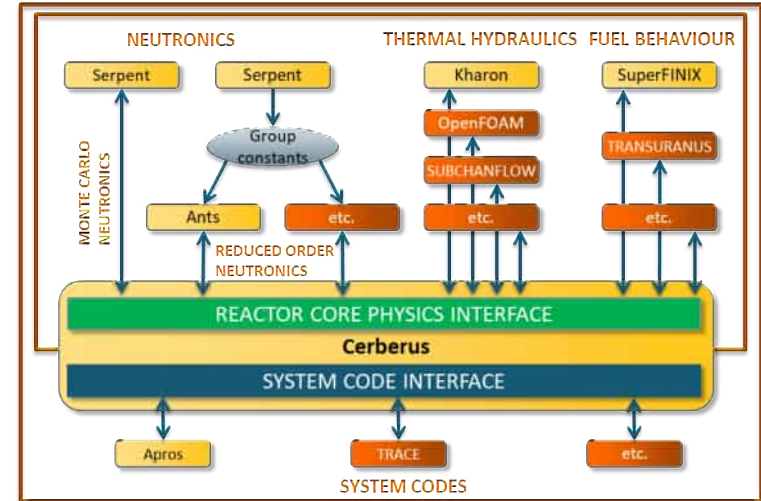 NEUTRONICS
THERMAL HYDRAULICS
FUEL BEHAVIOUR
Serpent
Serpent
Kharon
SuperFINIX
OpenFOAM
Group
constants
TRANSURANUS
SUBCHANFLOW
MONTE CARLO
NEUTRONICS
Ants
etc.
etc.
etc.
REDUCED ORDER
NEUTRONICS
REACTOR CORE PHYSICS INTERFACE
Cerberus
SYSTEM CODE INTERFACE
Apros
TRACE
etc.
SYSTEM CODES